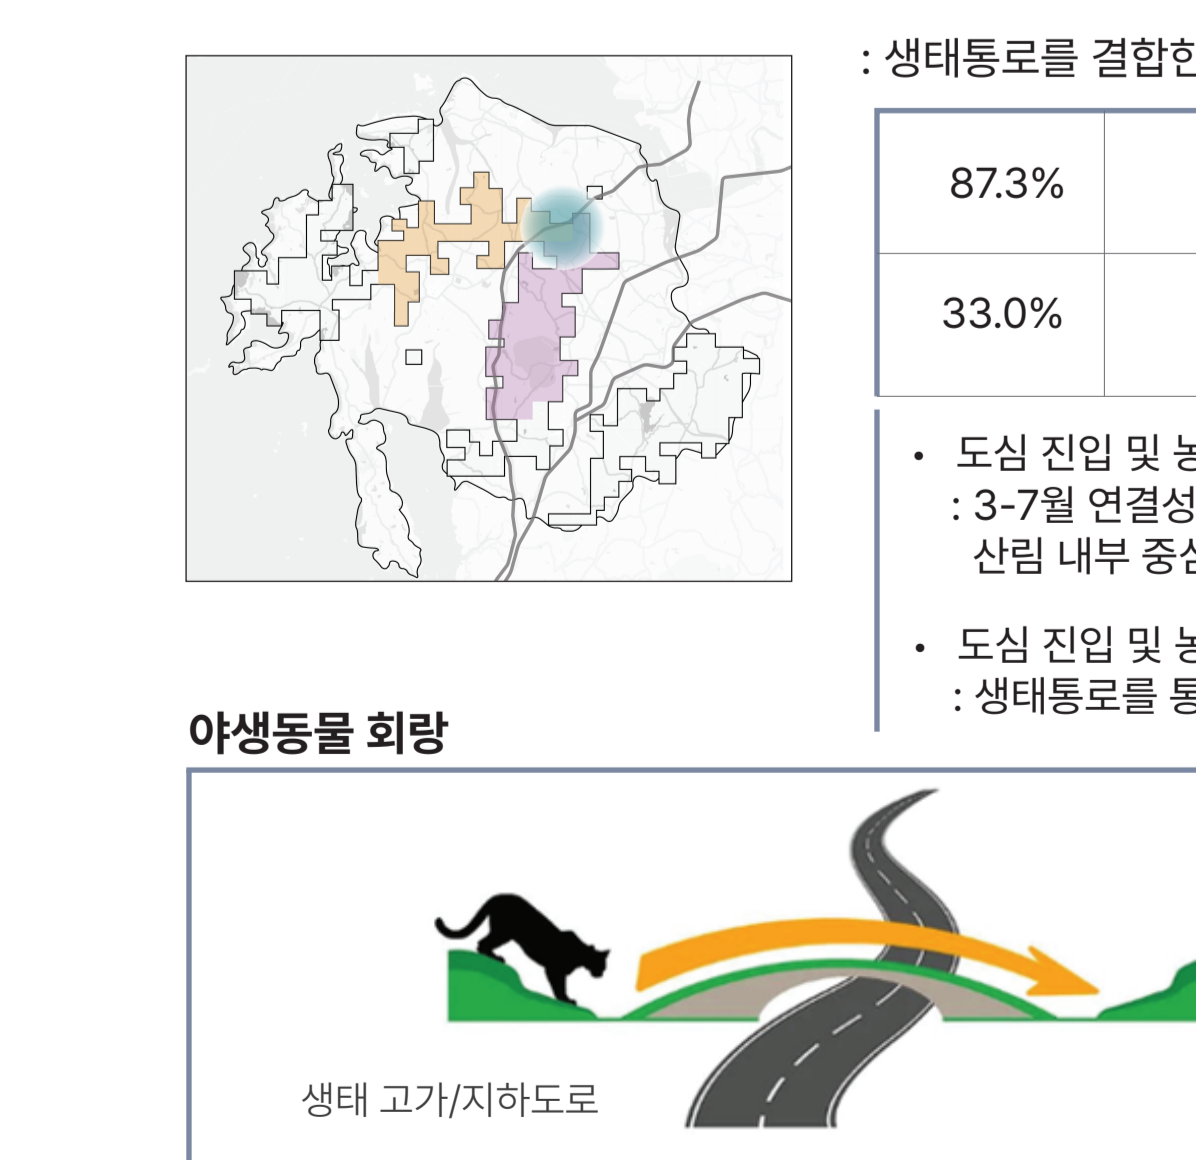 : 생태통로를 결합한
87.3%
33.0%
• 도심 진입 및
: 3-7월 연결성
산림 내부
• 도심 진입 및
: 생태통로를
야생동물 회랑
생태 고가/지하도로